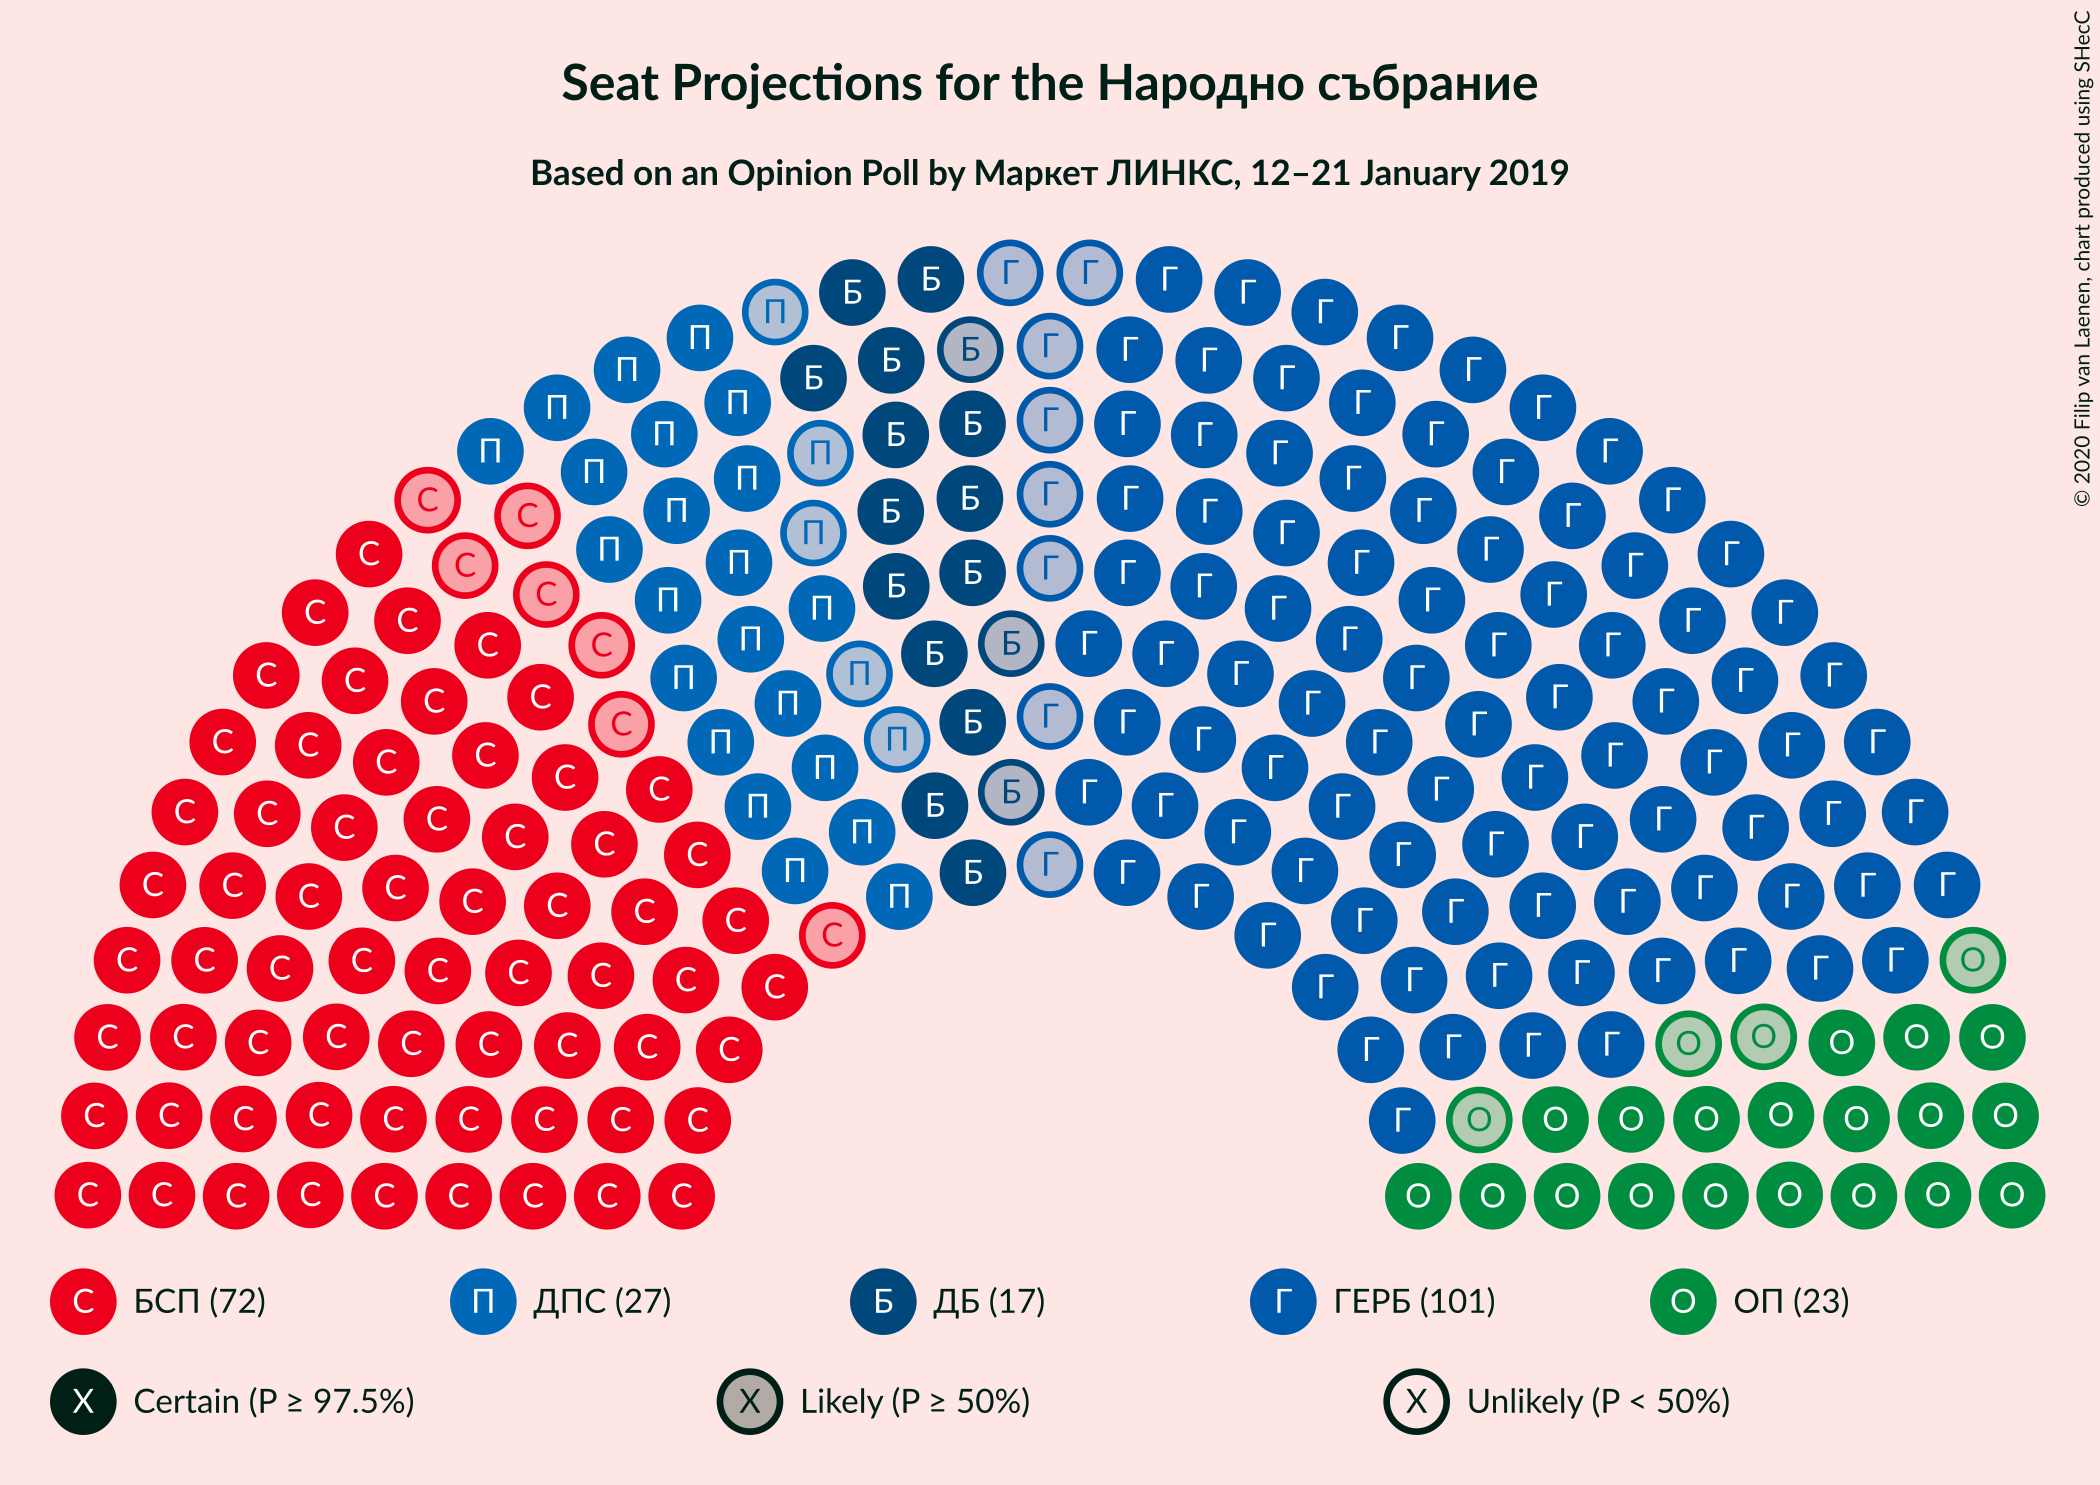 Seat Projections for the Народно събрание
Based on an Opinion Poll by Маркет ЛИНКС, 12–21 January 2019
© 2020 Filip van Laenen, chart produced using SHecC
С БСП (72) П ДПС (27) Б ДБ (17) Г ГЕРБ (101) О ОП (23)
X Certain (P ≥ 97.5%) X Likely (P ≥ 50%) X Unlikely (P < 50%)